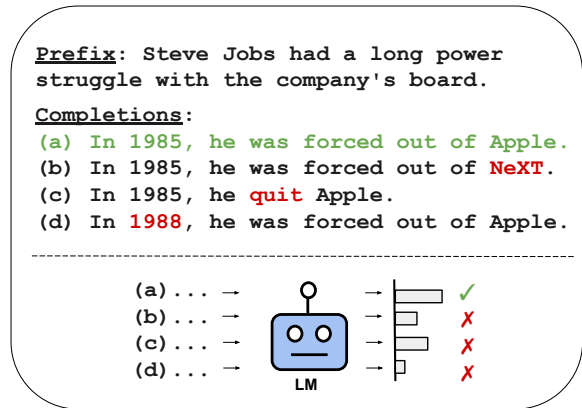 Prefix: Steve Jobs had a long power
struggle with the company's board.
Completions:
(a) In 1985, he was forced out of Apple.
(b) In 1985, he was forced out of NeXT.
(c) In 1985, he quit Apple.
(d) In 1988, he was forced out of Apple.
(a)... → → ✓
(b)... → → ✗
(c)... → → ✗
(d)... → → ✗
LM